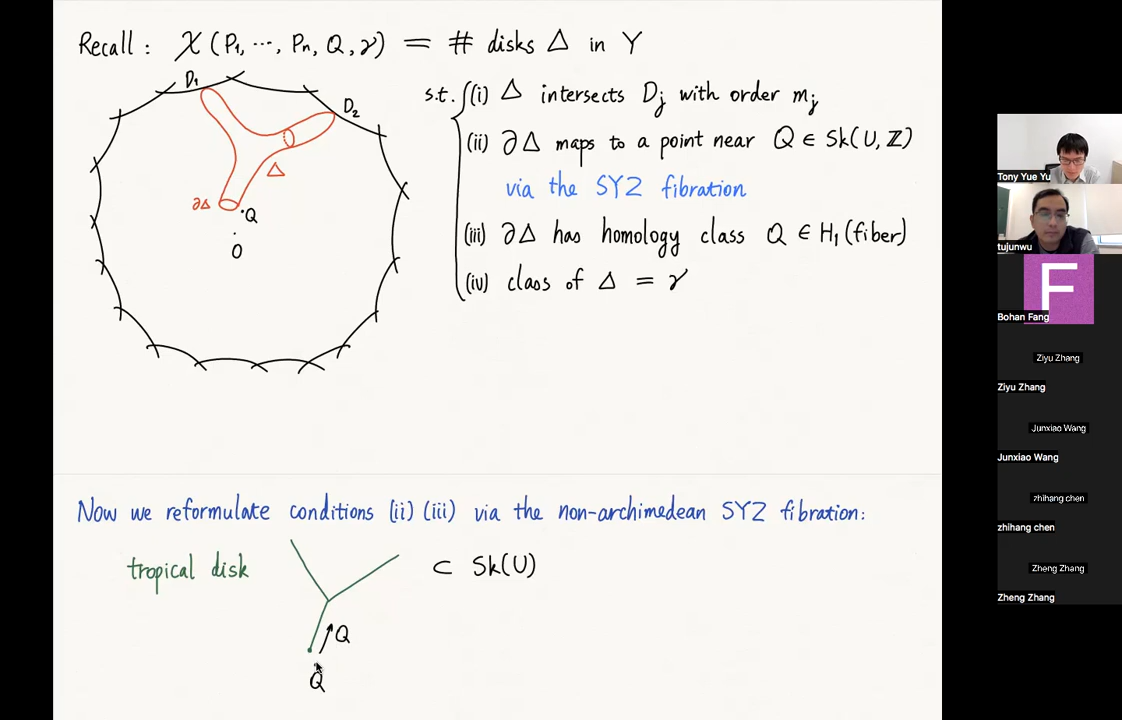 Recall : χ (P₁, ⋯, Pₙ, Q, γ) = # disks Δ in Y
s.t. (i) Δ intersects Dⱼ with order mⱼ
(ii) ∂Δ maps to a point near Q ∈ Sk(U, ℤ)
via the SYZ fibration
(iii) ∂Δ has homology class Q ∈ H₁(fiber)
(iv) class of Δ = γ
D₁
D₂
Δ
∂Δ
Q
O
Now we reformulate conditions (ii) (iii) via the non-archimedean SYZ fibration:
tropical disk ⊂ Sk(U)
Q
Q
Tony Yue Yu
tujunwu
F
Bohan Fang
Ziyu Zhang
Ziyu Zhang
Junxiao Wang
Junxiao Wang
zhihang chen
zhihang chen
Zheng Zhang
Zheng Zhang